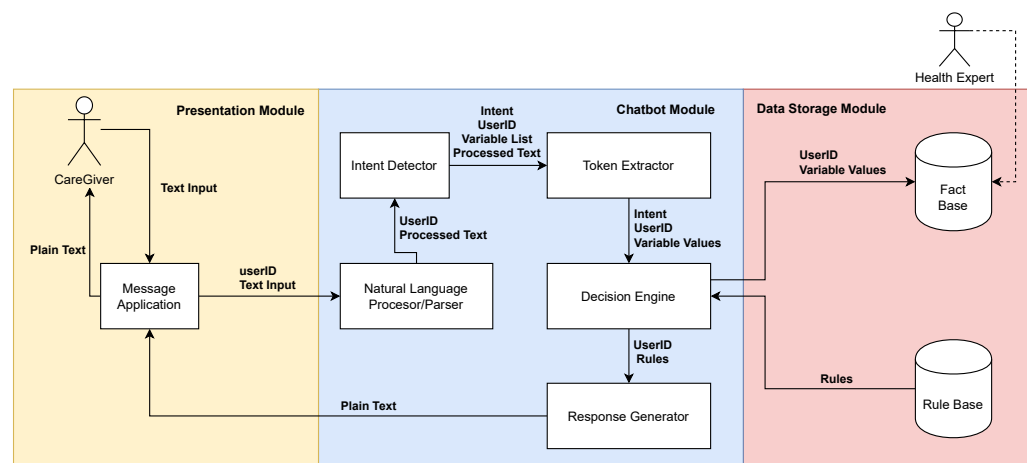 Health Expert
Presentation Module
Chatbot Module
Data Storage Module
CareGiver
Text Input
Plain Text
Message
Application
userID
Text Input
Intent Detector
Intent
UserID
Variable List
Processed Text
Token Extractor
UserID
Processed Text
Natural Language
Procesor/Parser
Intent
UserID
Variable Values
Decision Engine
UserID
Rules
Response Generator
Plain Text
UserID
Variable Values
Fact
Base
Rules
Rule Base